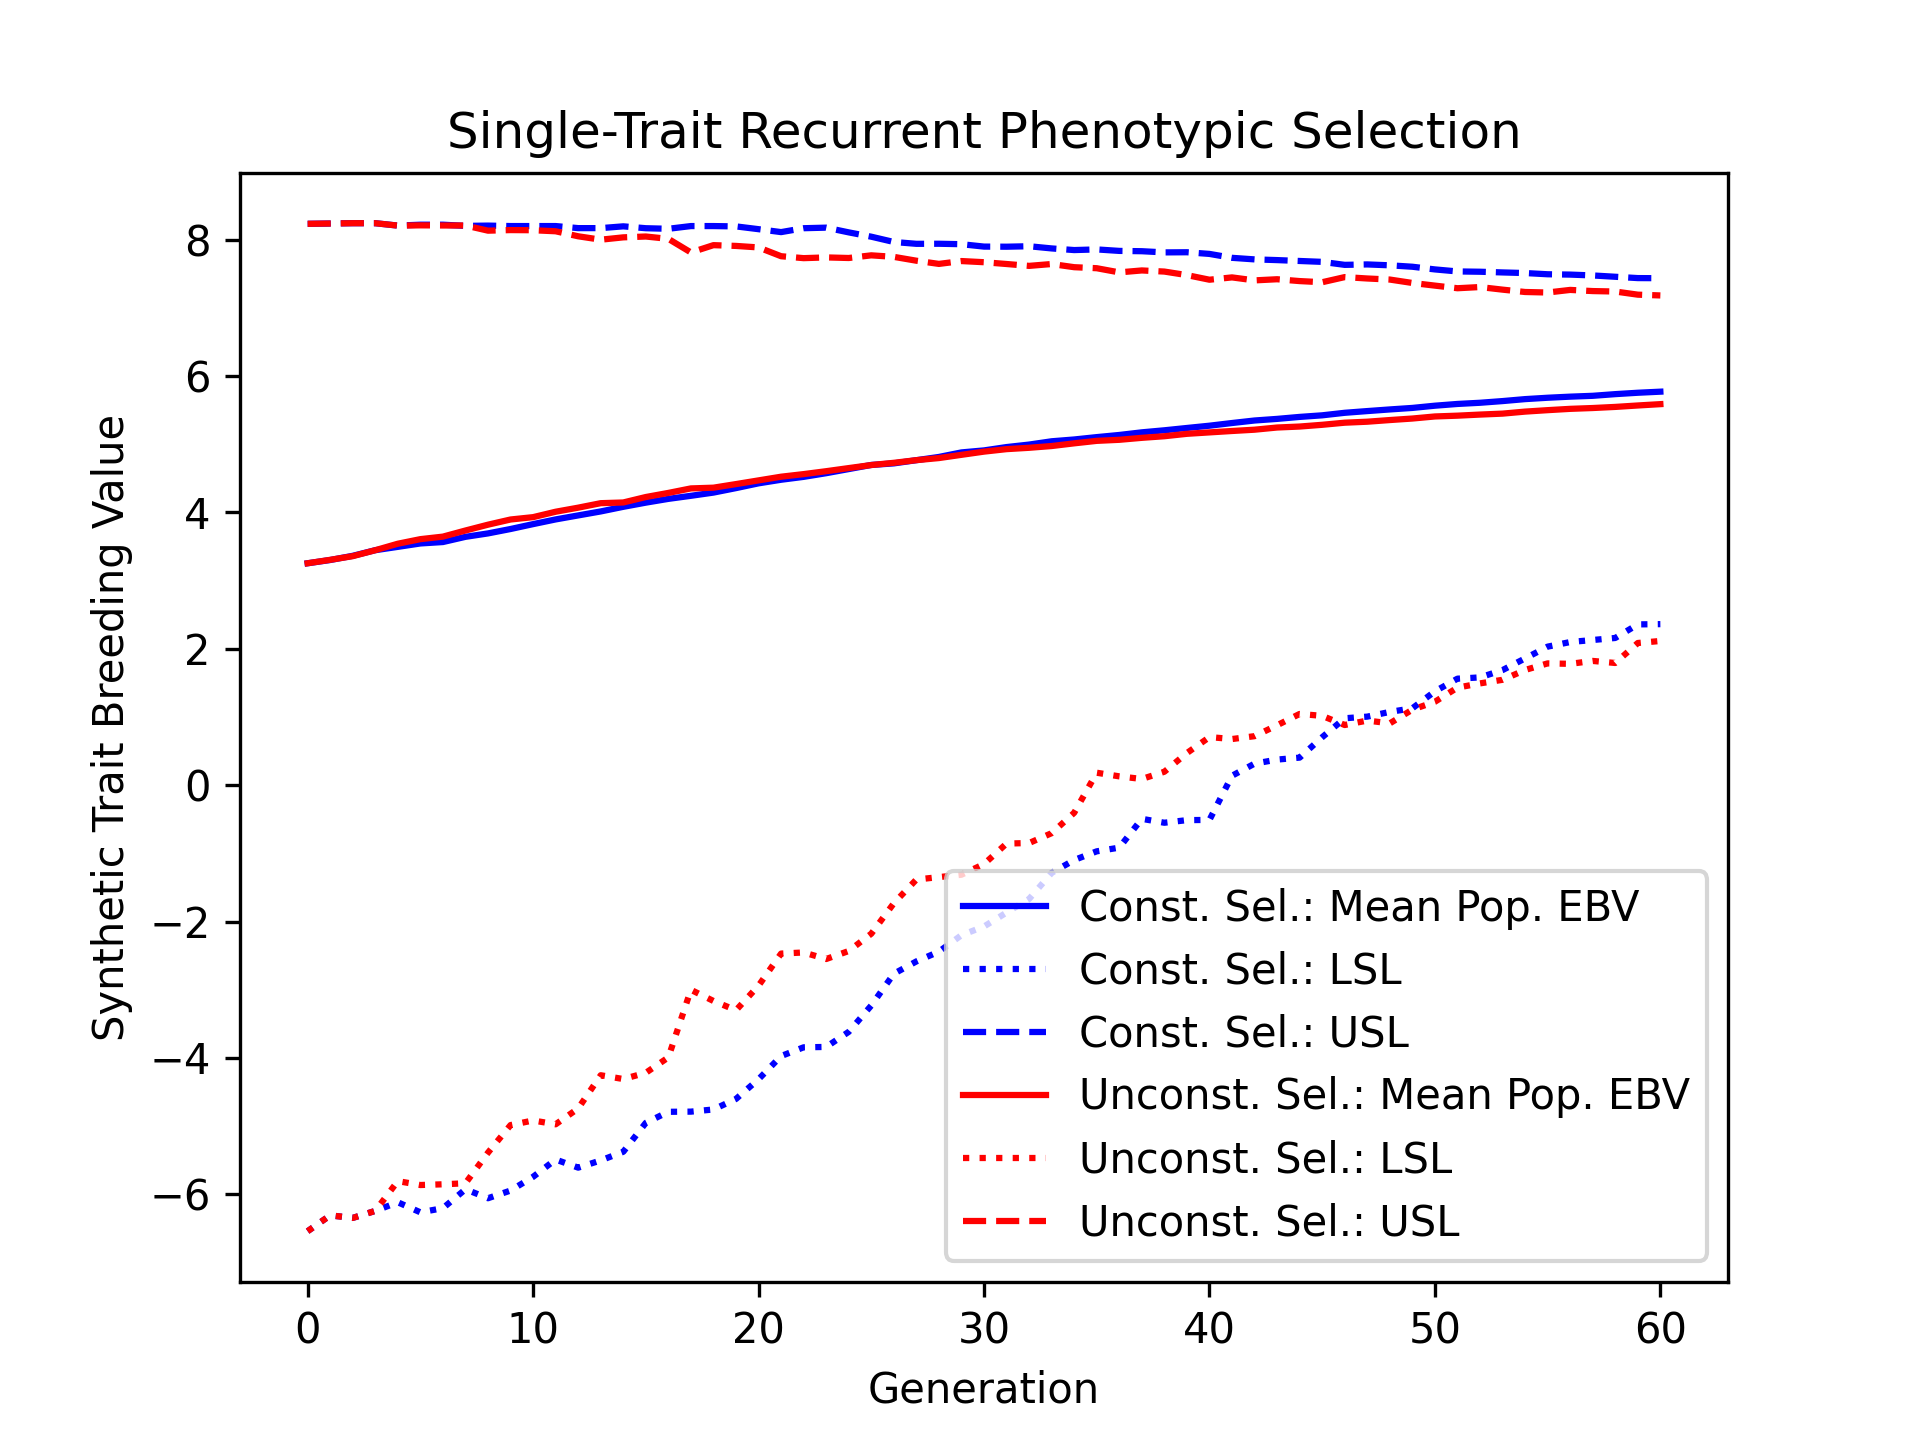 Single-Trait Recurrent Phenotypic Selection
Synthetic Trait Breeding Value
8
6
4
2
0
−2
−4
−6
Const. Sel.: Mean Pop. EBV
Const. Sel.: LSL
Const. Sel.: USL
Unconst. Sel.: Mean Pop. EBV
Unconst. Sel.: LSL
Unconst. Sel.: USL
0 10 20 30 40 50 60
Generation